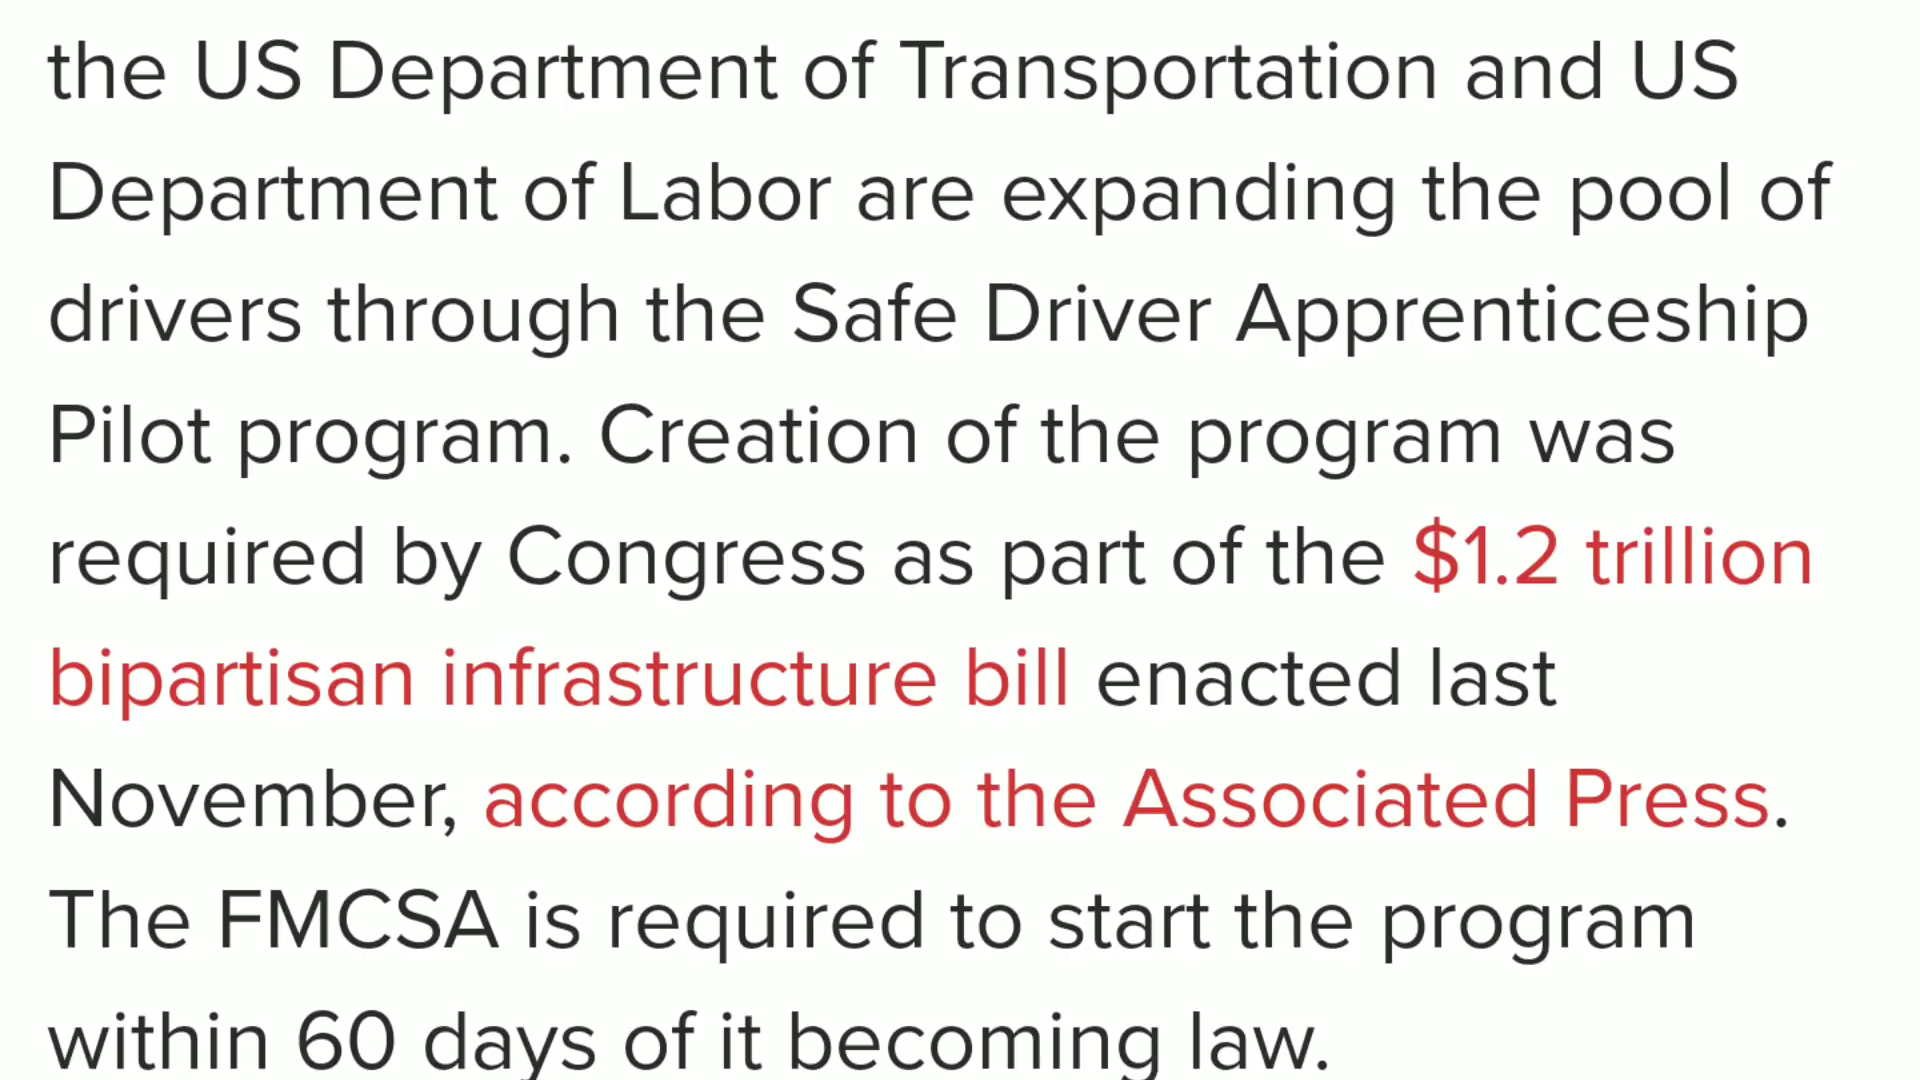 the US Department of Transportation and US
Department of Labor are expanding the pool of
drivers through the Safe Driver Apprenticeship
Pilot program. Creation of the program was
required by Congress as part of the $1.2 trillion
bipartisan infrastructure bill enacted last
November, according to the Associated Press.
The FMCSA is required to start the program
within 60 days of it becoming law.